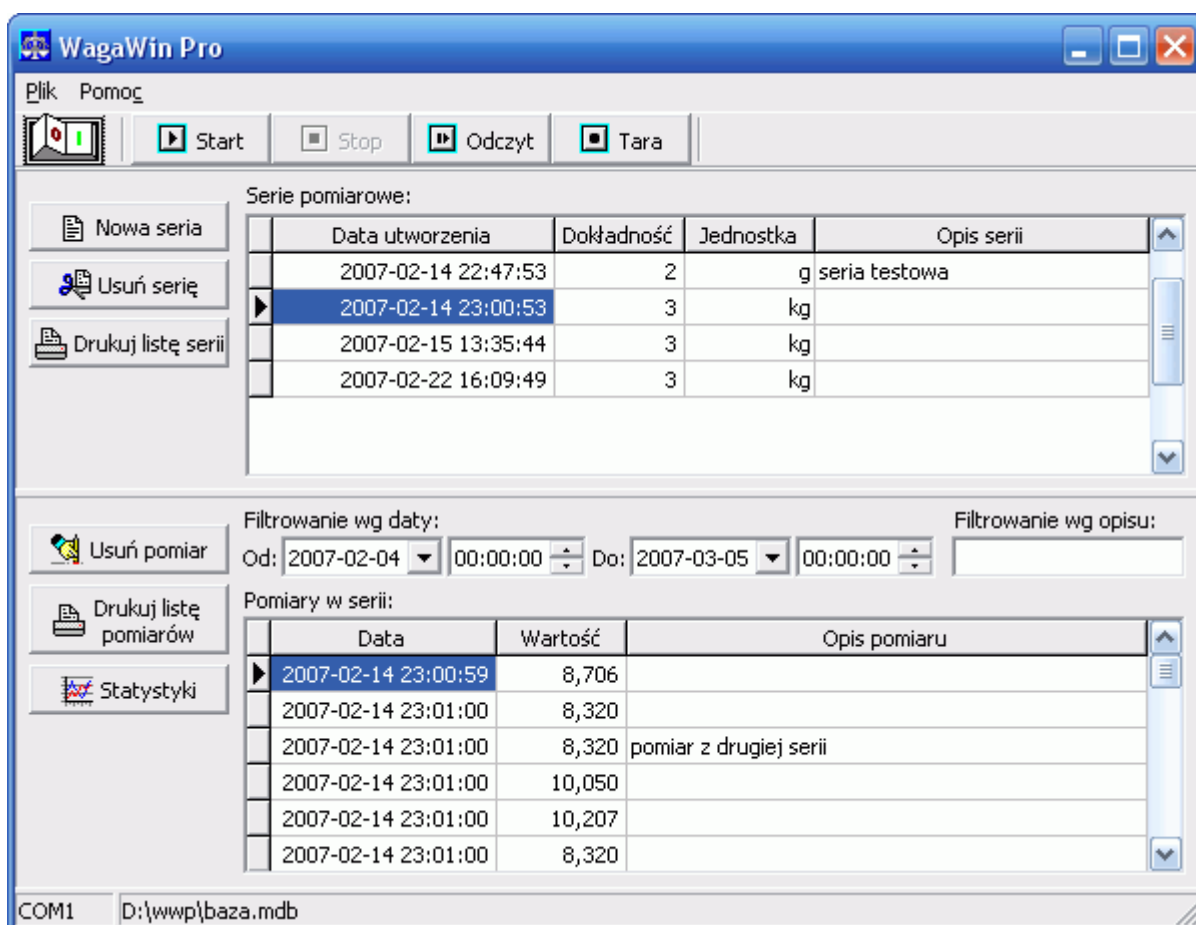 WagaWin Pro
Plik Pomoc
0 1 Start Stop Odczyt Tara
Serie pomiarowe:
Nowa seria
Usuń serię
Drukuj listę serii
Data utworzenia Dokładność Jednostka Opis serii
2007-02-14 22:47:53 2 g seria testowa
2007-02-14 23:00:53 3 kg
2007-02-15 13:35:44 3 kg
2007-02-22 16:09:49 3 kg
Filtrowanie wg daty: Filtrowanie wg opisu:
Od: 2007-02-04 00:00:00 Do: 2007-03-05 00:00:00
Usuń pomiar
Drukuj listę
pomiarów
Statystyki
Pomiary w serii:
Data Wartość Opis pomiaru
2007-02-14 23:00:59 8,706
2007-02-14 23:01:00 8,320
2007-02-14 23:01:00 8,320 pomiar z drugiej serii
2007-02-14 23:01:00 10,050
2007-02-14 23:01:00 10,207
2007-02-14 23:01:00 8,320
COM1 D:\wwp\baza.mdb